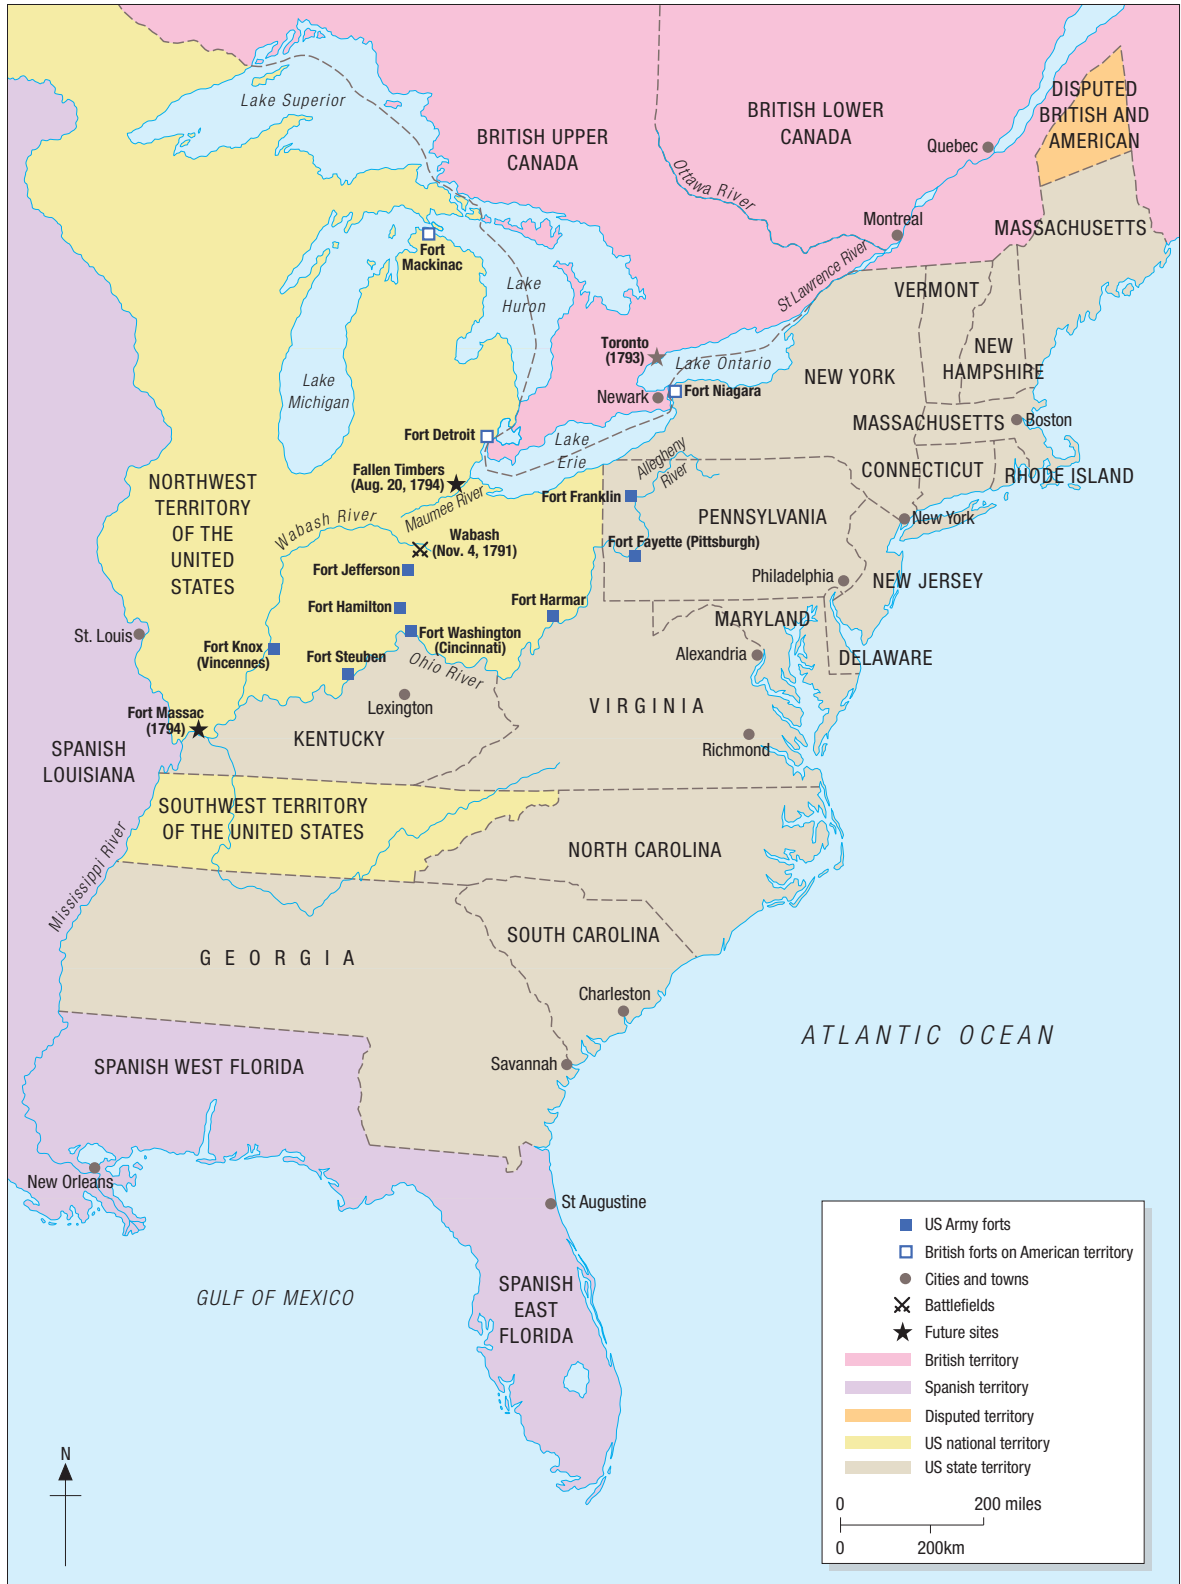 Lake Superior
BRITISH UPPER
CANADA
BRITISH LOWER
CANADA
DISPUTED
BRITISH AND
AMERICAN
Quebec
Ottawa River
Montreal
MASSACHUSETTS
Fort
Mackinac
Lake
Huron
St Lawrence River
VERMONT
NEW
HAMPSHIRE
Toronto
(1793)
Lake Ontario
NEW YORK
Lake
Michigan
Newark
Fort Niagara
MASSACHUSETTS
Boston
Fort Detroit
Lake
Erie
Allegheny
River
CONNECTICUT
RHODE ISLAND
Fallen Timbers
(Aug. 20, 1794)
NORTHWEST
TERRITORY
OF THE
UNITED
STATES
Maumee River
Wabash River
Fort Franklin
PENNSYLVANIA
New York
Wabash
(Nov. 4, 1791)
Fort Fayette (Pittsburgh)
Fort Jefferson
Philadelphia
NEW JERSEY
Fort Hamilton
Fort Harmar
MARYLAND
St. Louis
Fort Washington
(Cincinnati)
Fort Knox
(Vincennes)
Fort Steuben
Ohio River
Alexandria
DELAWARE
Lexington
VIRGINIA
Fort Massac
(1794)
KENTUCKY
Richmond
SPANISH
LOUISIANA
SOUTHWEST TERRITORY
OF THE UNITED STATES
Mississippi River
NORTH CAROLINA
GEORGIA
SOUTH CAROLINA
Charleston
ATLANTIC OCEAN
Savannah
SPANISH WEST FLORIDA
New Orleans
St Augustine
GULF OF MEXICO
SPANISH
EAST
FLORIDA
US Army forts
British forts on American territory
Cities and towns
Battlefields
Future sites
British territory
Spanish territory
Disputed territory
US national territory
US state territory
0 200 miles
0 200km
N